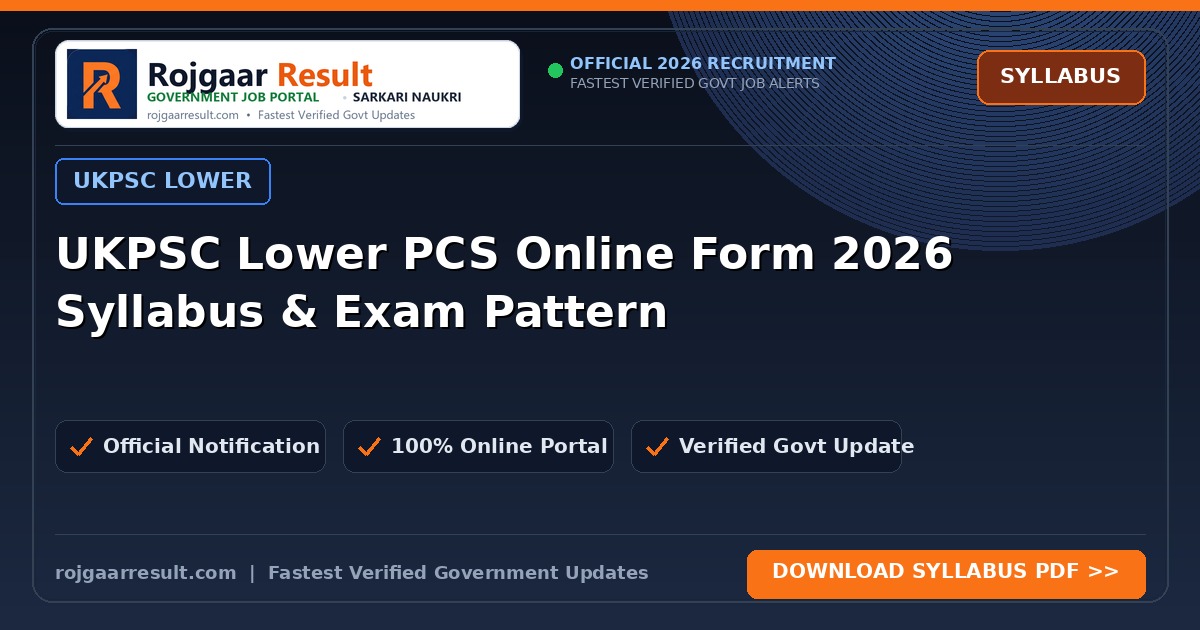 Rojgaar Result
GOVERNMENT JOB PORTAL • SARKARI NAUKRI
rojgaarresult.com • Fastest Verified Govt Updates
OFFICIAL 2026 RECRUITMENT
FASTEST VERIFIED GOVT JOB ALERTS
SYLLABUS
UKPSC LOWER
UKPSC Lower PCS Online Form 2026
Syllabus & Exam Pattern
Official Notification
100% Online Portal
Verified Govt Update
rojgaarresult.com | Fastest Verified Government Updates
DOWNLOAD SYLLABUS PDF >>